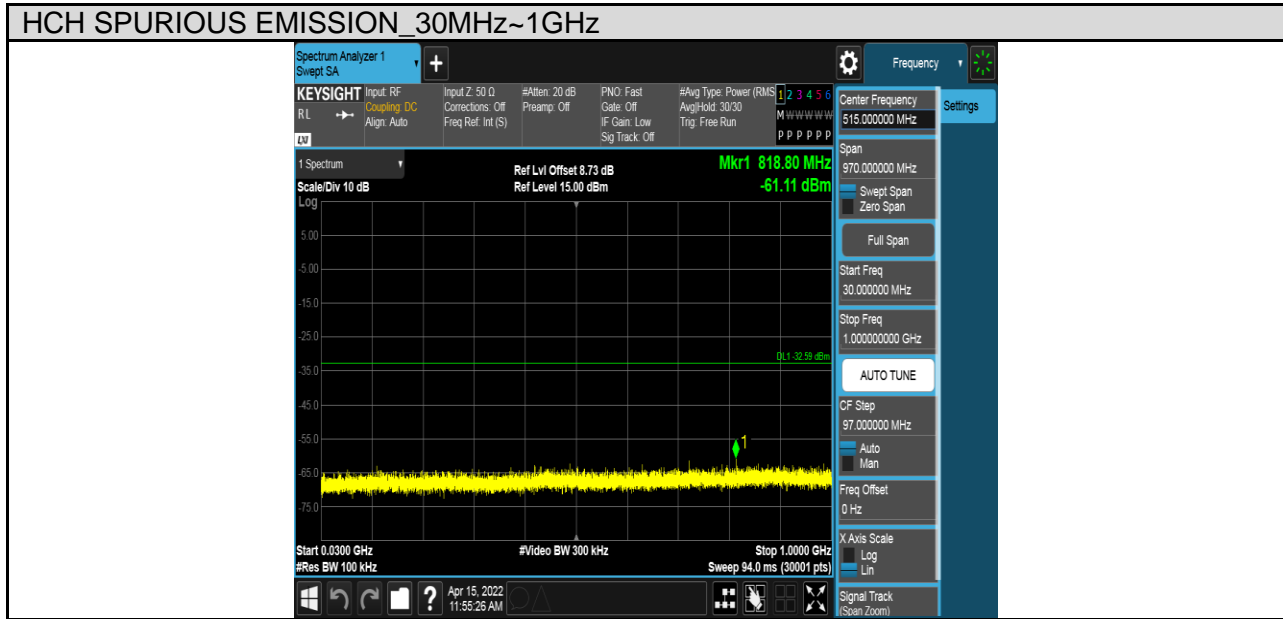 HCH SPURIOUS EMISSION_30MHz~1GHz
Spectrum Analyzer 1
Swept SA
+
Frequency
KEYSIGHT
RL
LXI
Input: RF
Coupling: DC
Align: Auto
Input Z: 50 Ω
Corrections: Off
Freq Ref: Int (S)
#Atten: 20 dB
Preamp: Off
PNO: Fast
Gate: Off
IF Gain: Low
Sig Track: Off
#Avg Type: Power (RMS
Avg|Hold: 30/30
Trig: Free Run
1 2 3 4 5 6
M W W W W W
P P P P P P
Center Frequency
515.000000 MHz
Settings
1 Spectrum
Scale/Div 10 dB
Ref Lvl Offset 8.73 dB
Ref Level 15.00 dBm
Mkr1 818.80 MHz
-61.11 dBm
Span
970.000000 MHz
Swept Span
Zero Span
Full Span
Start Freq
30.000000 MHz
Stop Freq
1.000000000 GHz
AUTO TUNE
CF Step
97.000000 MHz
Auto
Man
Freq Offset
0 Hz
X Axis Scale
Log
Lin
Signal Track
(Span Zoom)
Log
5.00
-5.00
-15.0
-25.0
DL1 -32.59 dBm
-35.0
-45.0
-55.0
1
-65.0
-75.0
Start 0.0300 GHz
#Video BW 300 kHz
Stop 1.0000 GHz
#Res BW 100 kHz
Sweep 94.0 ms (30001 pts)
?
Apr 15, 2022
11:55:26 AM